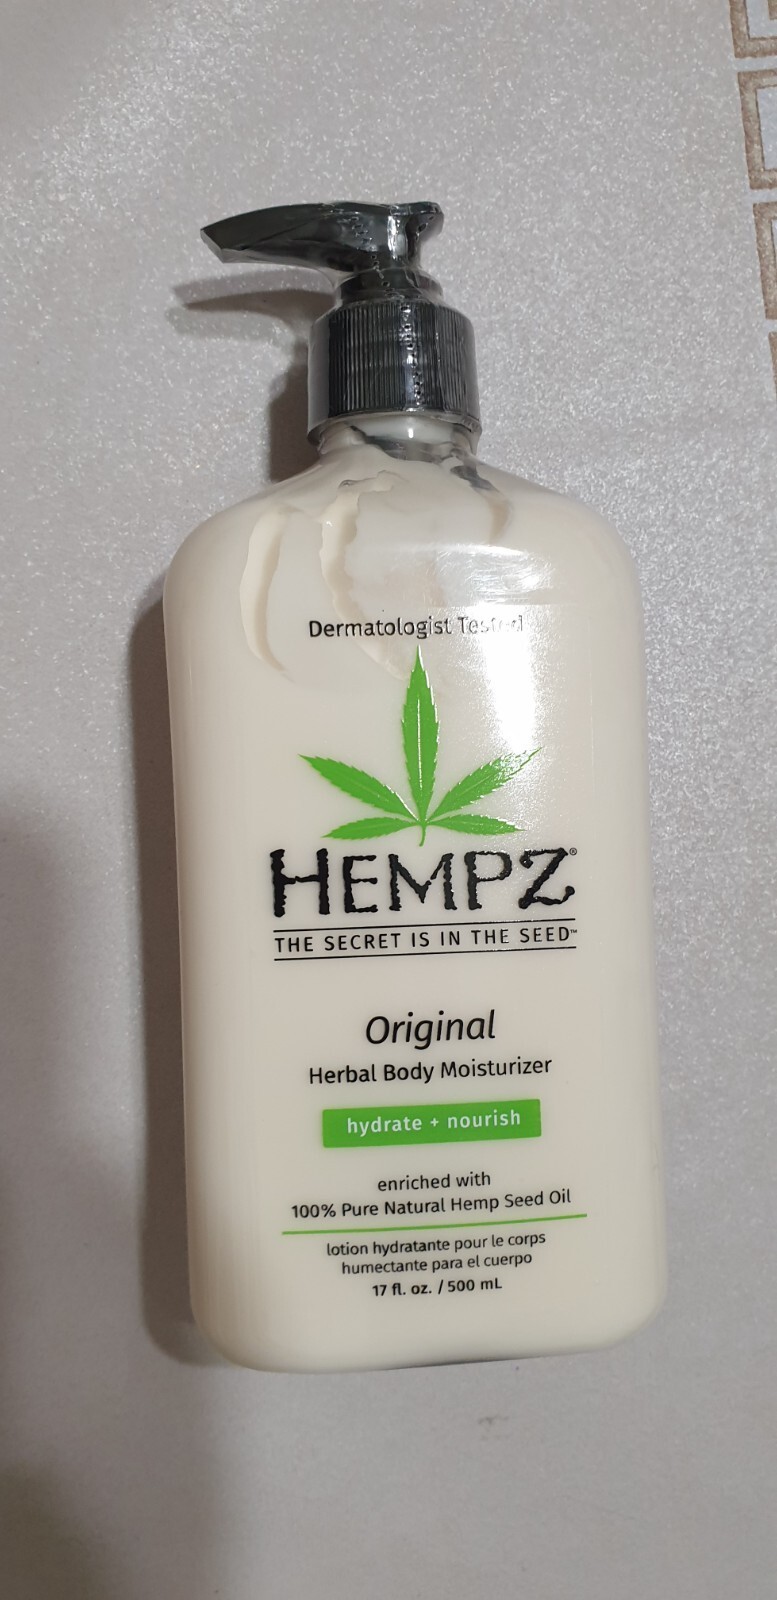 Dermatologist Tested
HEMPZ®
THE SECRET IS IN THE SEED™
Original
Herbal Body Moisturizer
hydrate + nourish
enriched with
100% Pure Natural Hemp Seed Oil
lotion hydratante pour le corps
humectante para el cuerpo
17 fl. oz. / 500 mL